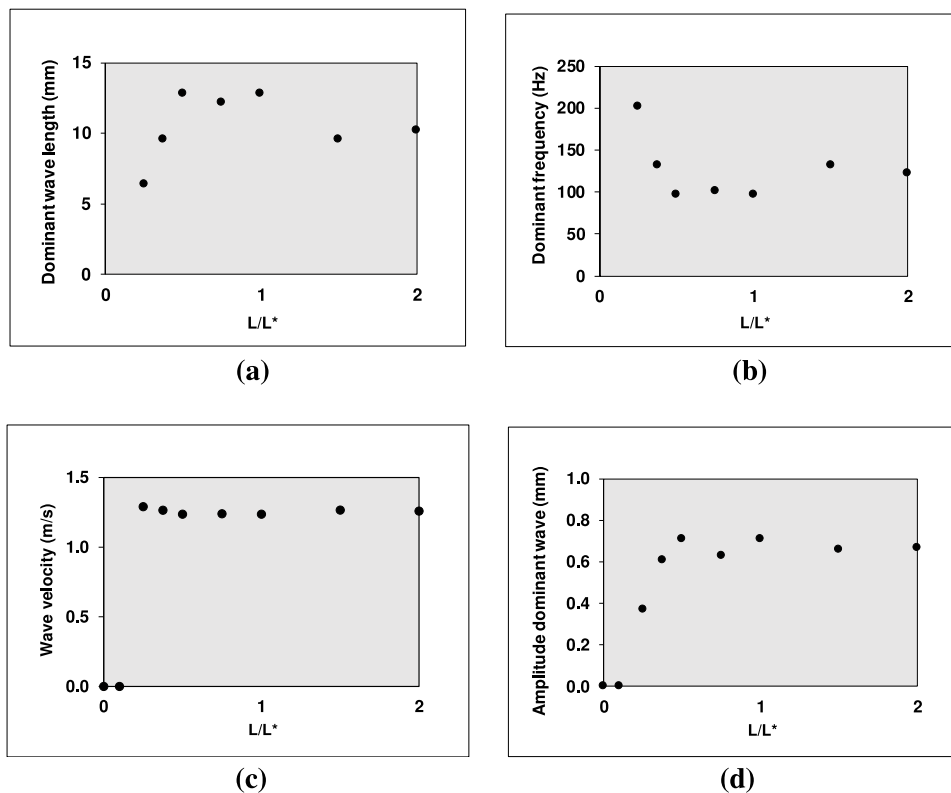 Dominant wave length (mm)
15
10
5
0
0
1
2
L/L*
(a)
Dominant frequency (Hz)
250
200
150
100
50
0
0
1
2
L/L*
(b)
Wave velocity (m/s)
1.5
1.0
0.5
0.0
0
1
2
L/L*
(c)
Amplitude dominant wave (mm)
1.0
0.8
0.6
0.4
0.2
0.0
0
1
2
L/L*
(d)